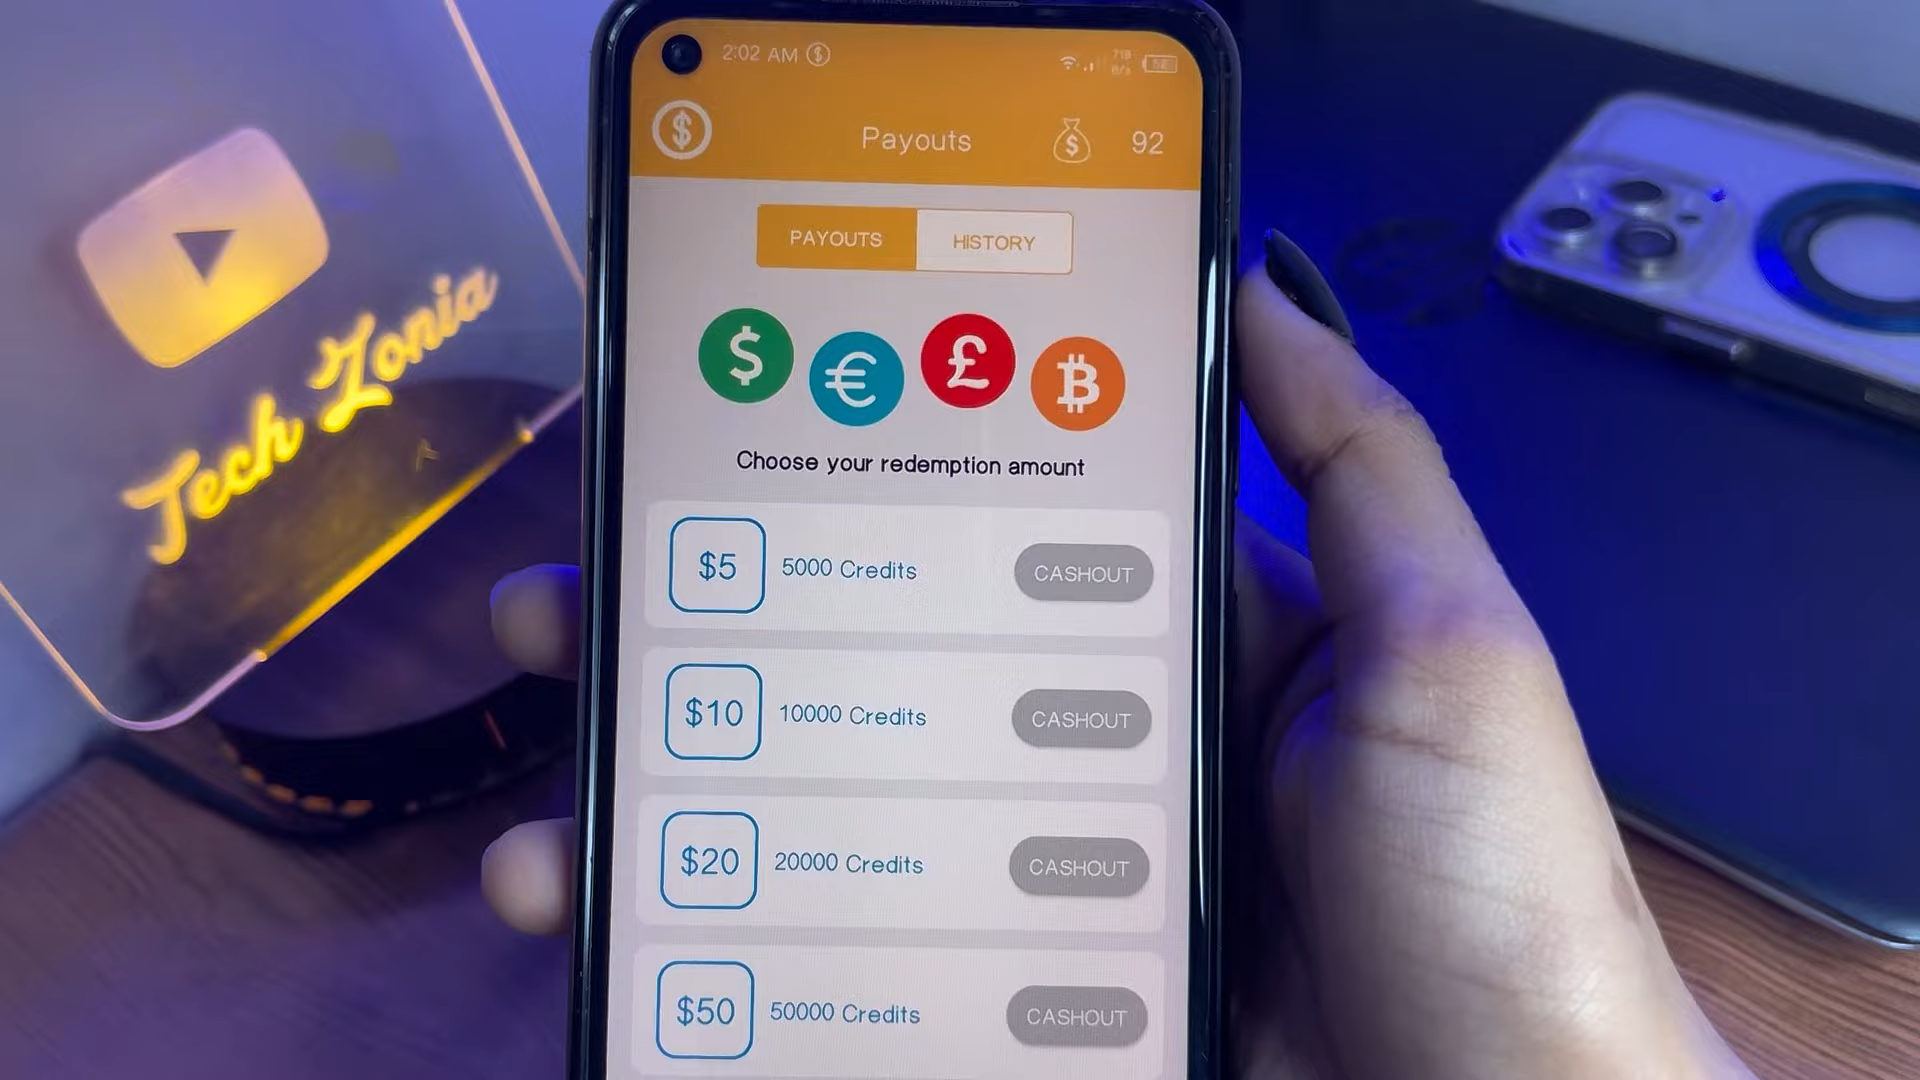 Tech Zonia
2:02 AM
Payouts
92
PAYOUTS
HISTORY
Choose your redemption amount
$5 5000 Credits CASHOUT
$10 10000 Credits CASHOUT
$20 20000 Credits CASHOUT
$50 50000 Credits CASHOUT